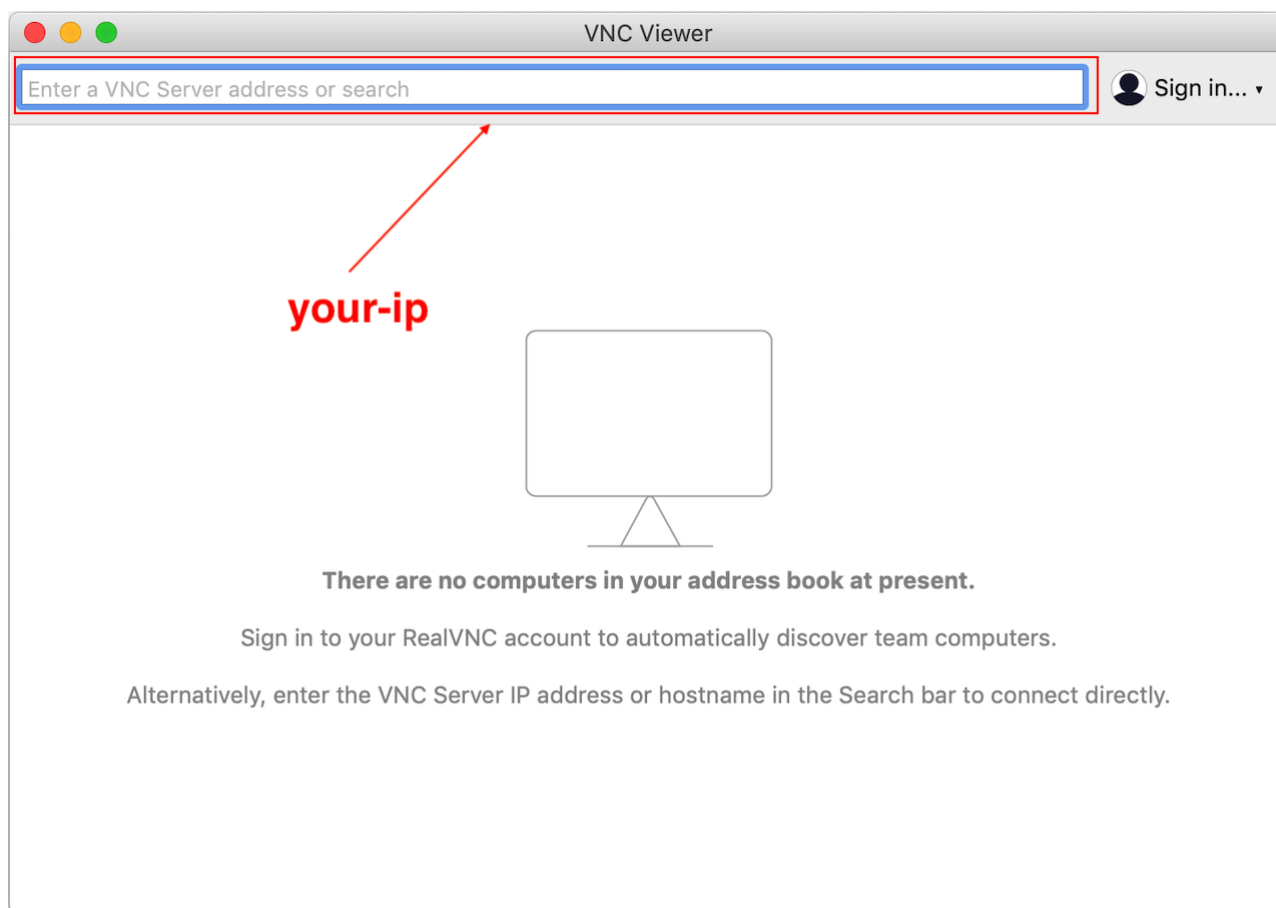 VNC Viewer
Enter a VNC Server address or search
Sign in...
your-ip
There are no computers in your address book at present.
Sign in to your RealVNC account to automatically discover team computers.
Alternatively, enter the VNC Server IP address or hostname in the Search bar to connect directly.